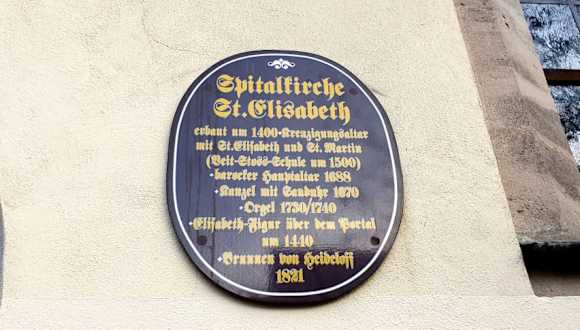 Spitalkirche
St. Elisabeth
erbaut um 1400·Kreuzigungsaltar
mit St. Elisabeth und St. Martin
(Veit-Stoss-Schule um 1500)
·barocker Hauptaltar 1688
·Kanzel mit Sanduhr 1670
·Orgel 1730/1740
·Elisabeth-Figur über dem Portal
um 1440
·Brunnen von Heideloff
1821